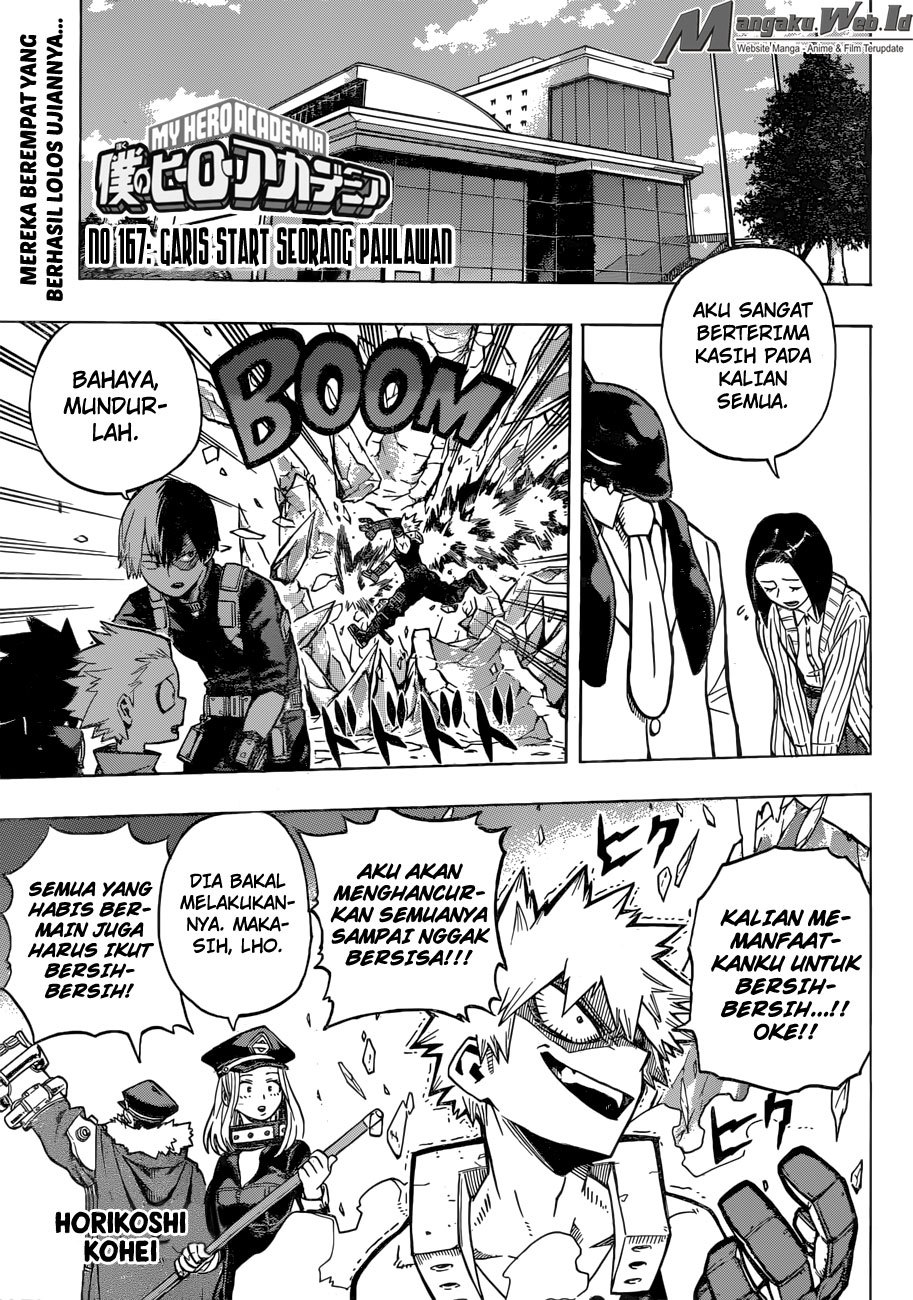 Mangaku.Web.Id
Website Manga - Anime & Film Terupdate
MEREKA BEREMPAT YANG
BERHASIL LOLOS UJIANNYA...
MY HERO ACADEMIA
僕のヒーローアカデミア
NO 167: GARIS START SEORANG PAHLAWAN
AKU SANGAT
BERTERIMA
KASIH PADA
KALIAN
SEMUA.
BOOM
BAHAYA,
MUNDUR-
LAH.
ドドドド
KALIAN ME-
MANFAAT-
KANKU UNTUK
BERSIH-
BERSIH...!!
OKE!!
ヒク
ヒク
AKU AKAN
MENGHANCUR-
KAN SEMUANYA
SAMPAI NGGAK
BERSISA!!!
DIA BAKAL
MELAKUKAN-
NYA. MAKA-
SIH, LHO.
SEMUA YANG
HABIS BER-
MAIN JUGA
HARUS IKUT
BERSIH-
BERSIH!
HORIKOSHI
KOHEI